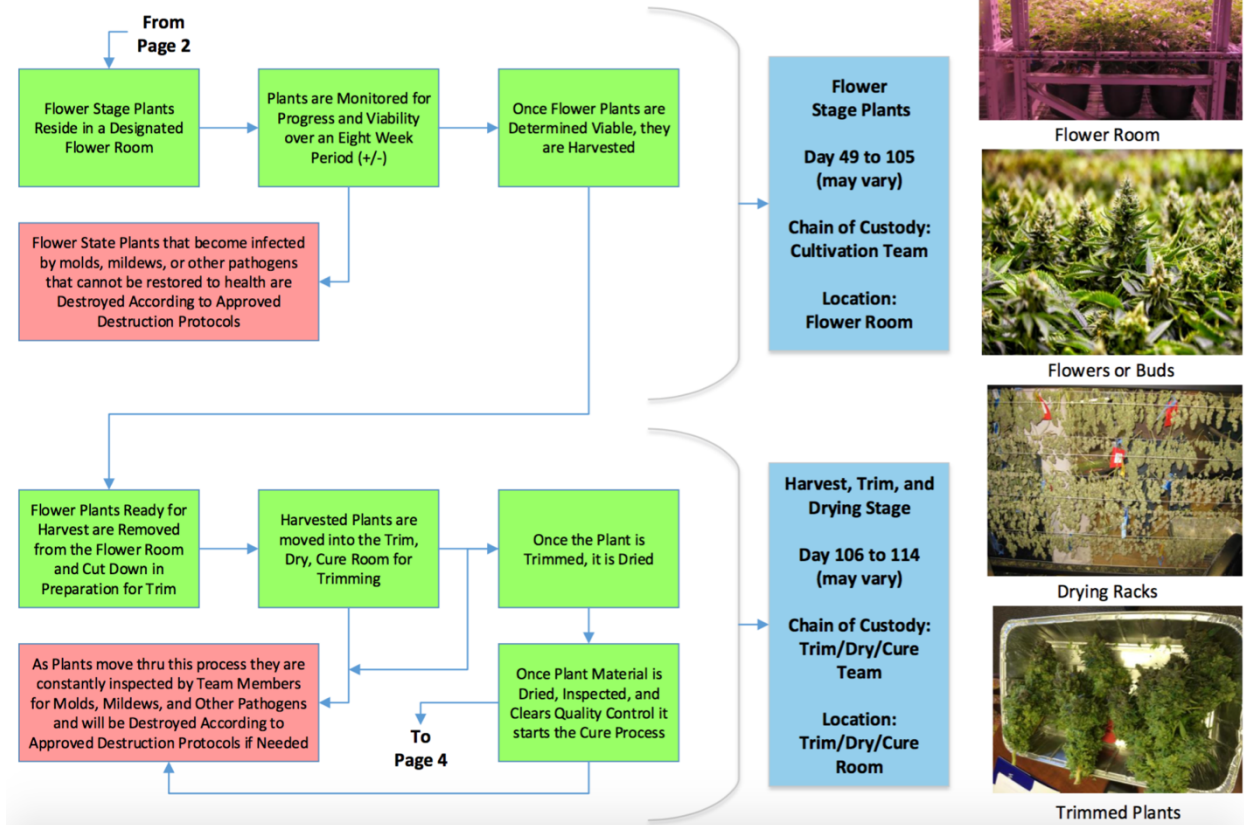 From
Page 2
Flower Stage Plants
Reside in a Designated
Flower Room
Plants are Monitored for
Progress and Viability
over an Eight Week
Period (+/-)
Once Flower Plants are
Determined Viable, they
are Harvested
Flower State Plants that become infected
by molds, mildews, or other pathogens
that cannot be restored to health are
Destroyed According to Approved
Destruction Protocols
Flower
Stage Plants
Day 49 to 105
(may vary)
Chain of Custody:
Cultivation Team
Location:
Flower Room
Flower Room
Flowers or Buds
Flower Plants Ready for
Harvest are Removed
from the Flower Room
and Cut Down in
Preparation for Trim
Harvested Plants are
moved into the Trim,
Dry, Cure Room for
Trimming
Once the Plant is
Trimmed, it is Dried
As Plants move thru this process they are
constantly inspected by Team Members
for Molds, Mildews, and Other Pathogens
and will be Destroyed According to
Approved Destruction Protocols if Needed
To
Page 4
Once Plant Material is
Dried, Inspected, and
Clears Quality Control it
starts the Cure Process
Harvest, Trim, and
Drying Stage
Day 106 to 114
(may vary)
Chain of Custody:
Trim/Dry/Cure
Team
Location:
Trim/Dry/Cure
Room
Drying Racks
Trimmed Plants